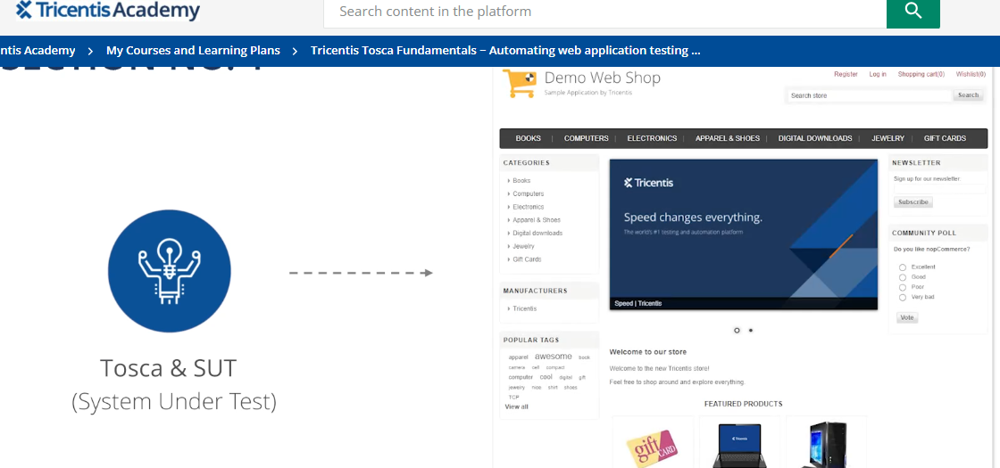 Tricentis Academy
Search content in the platform
ntis Academy > My Courses and Learning Plans > Tricentis Tosca Fundamentals – Automating web application testing ...
Tosca & SUT
(System Under Test)
Demo Web Shop
Sample Application by Tricentis
Register Log in Shopping cart(0) Wishlist(0)
Search store Search
BOOKS | COMPUTERS | ELECTRONICS | APPAREL & SHOES | DIGITAL DOWNLOADS | JEWELRY | GIFT CARDS
CATEGORIES
Books
Computers
Electronics
Apparel & Shoes
Digital downloads
Jewelry
Gift Cards
MANUFACTURERS
Tricentis
POPULAR TAGS
apparel awesome book
camera cell compact
computer cool digital gift
jewelry nice shirt shoes
TCP
View all
Tricentis
Speed changes everything.
The world's #1 testing and automation platform
Speed | Tricentis
Welcome to our store
Welcome to the new Tricentis store!
Feel free to shop around and explore everything.
FEATURED PRODUCTS
gift
CARD
Tricentis
NEWSLETTER
Sign up for our newsletter:
Subscribe
COMMUNITY POLL
Do you like nopCommerce?
Excellent
Good
Poor
Very bad
Vote